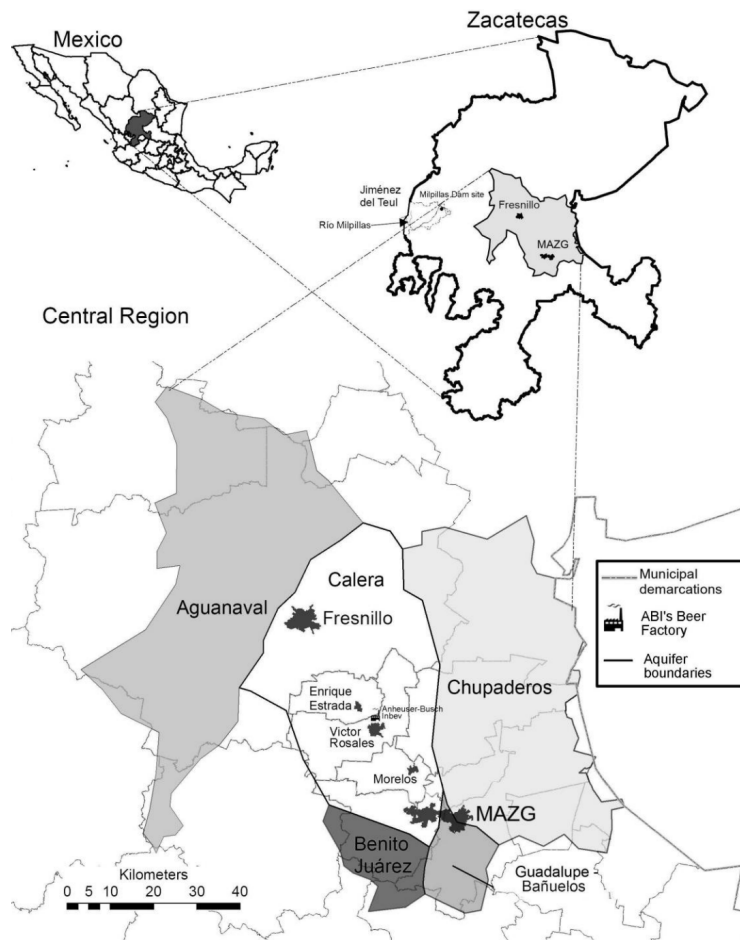 Mexico
Zacatecas
Jiménez
del Teul
Milpillas Dam site
Río Milpillas
Fresnillo
MAZG
Central Region
Calera
Aguanaval
Fresnillo
Municipal
demarcations
ABI's Beer
Factory
Aquifer
boundaries
Chupaderos
Enrique
Estrada
Anheuser-Busch
Inbev
Victor
Rosales
Morelos
MAZG
Benito
Juárez
Guadalupe
Bañuelos
Kilometers
0 5 10 20 30 40